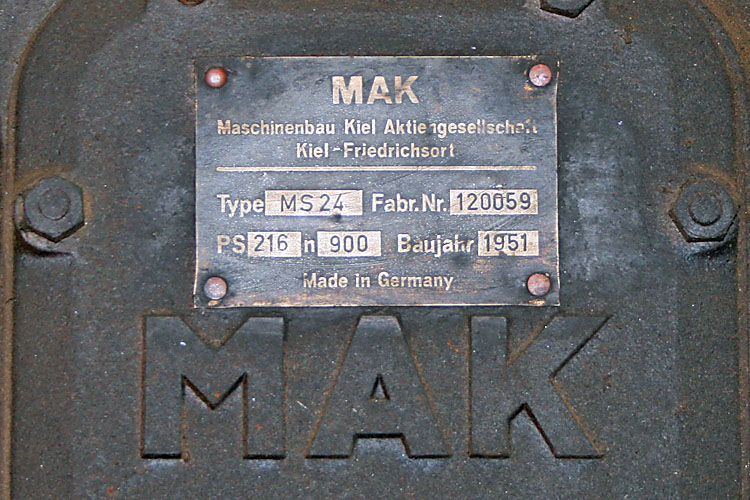 MAK
Maschinenbau Kiel Aktiengesellschaft
Kiel-Friedrichsort
Type MS24 Fabr. Nr. 120059
PS 216 n 900 Baujahr 1951
Made in Germany
MAK